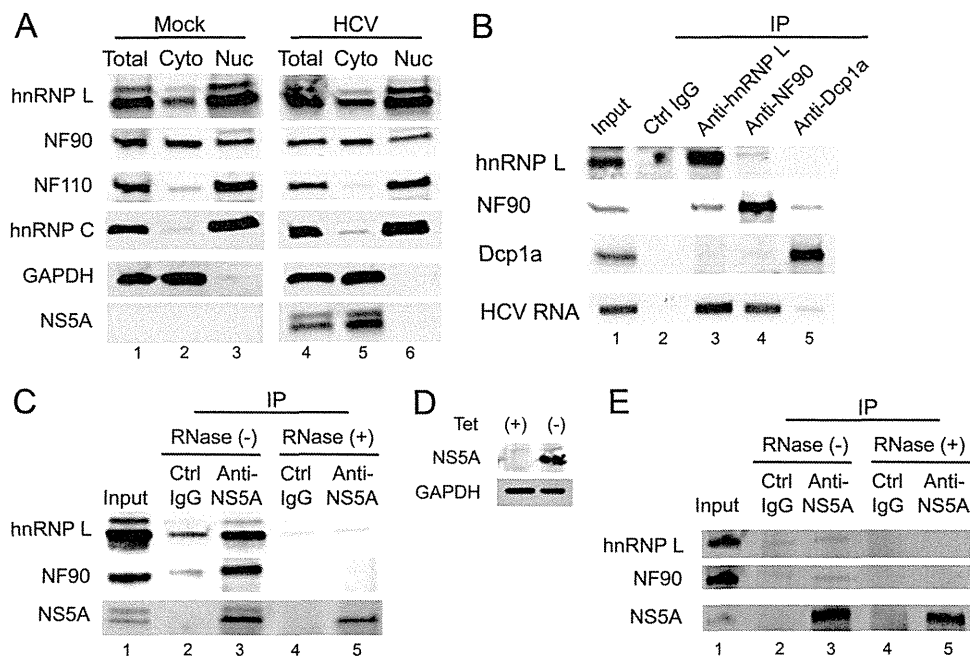 A
Mock
HCV
Total Cyto Nuc
Total Cyto Nuc
hnRNP L
NF90
NF110
hnRNP C
GAPDH
NS5A
1 2 3 4 5 6
B
IP
Input
Ctrl IgG
Anti-hnRNP L
Anti-NF90
Anti-Dcp1a
hnRNP L
NF90
Dcp1a
HCV RNA
1 2 3 4 5
C
IP
RNase (-) RNase (+)
Input
Ctrl IgG
Anti-NS5A
Ctrl IgG
Anti-NS5A
hnRNP L
NF90
NS5A
1 2 3 4 5
D
Tet (+) (-)
NS5A
GAPDH
E
IP
RNase (-) RNase (+)
Input
Ctrl IgG
Anti-NS5A
Ctrl IgG
Anti-NS5A
hnRNP L
NF90
NS5A
1 2 3 4 5